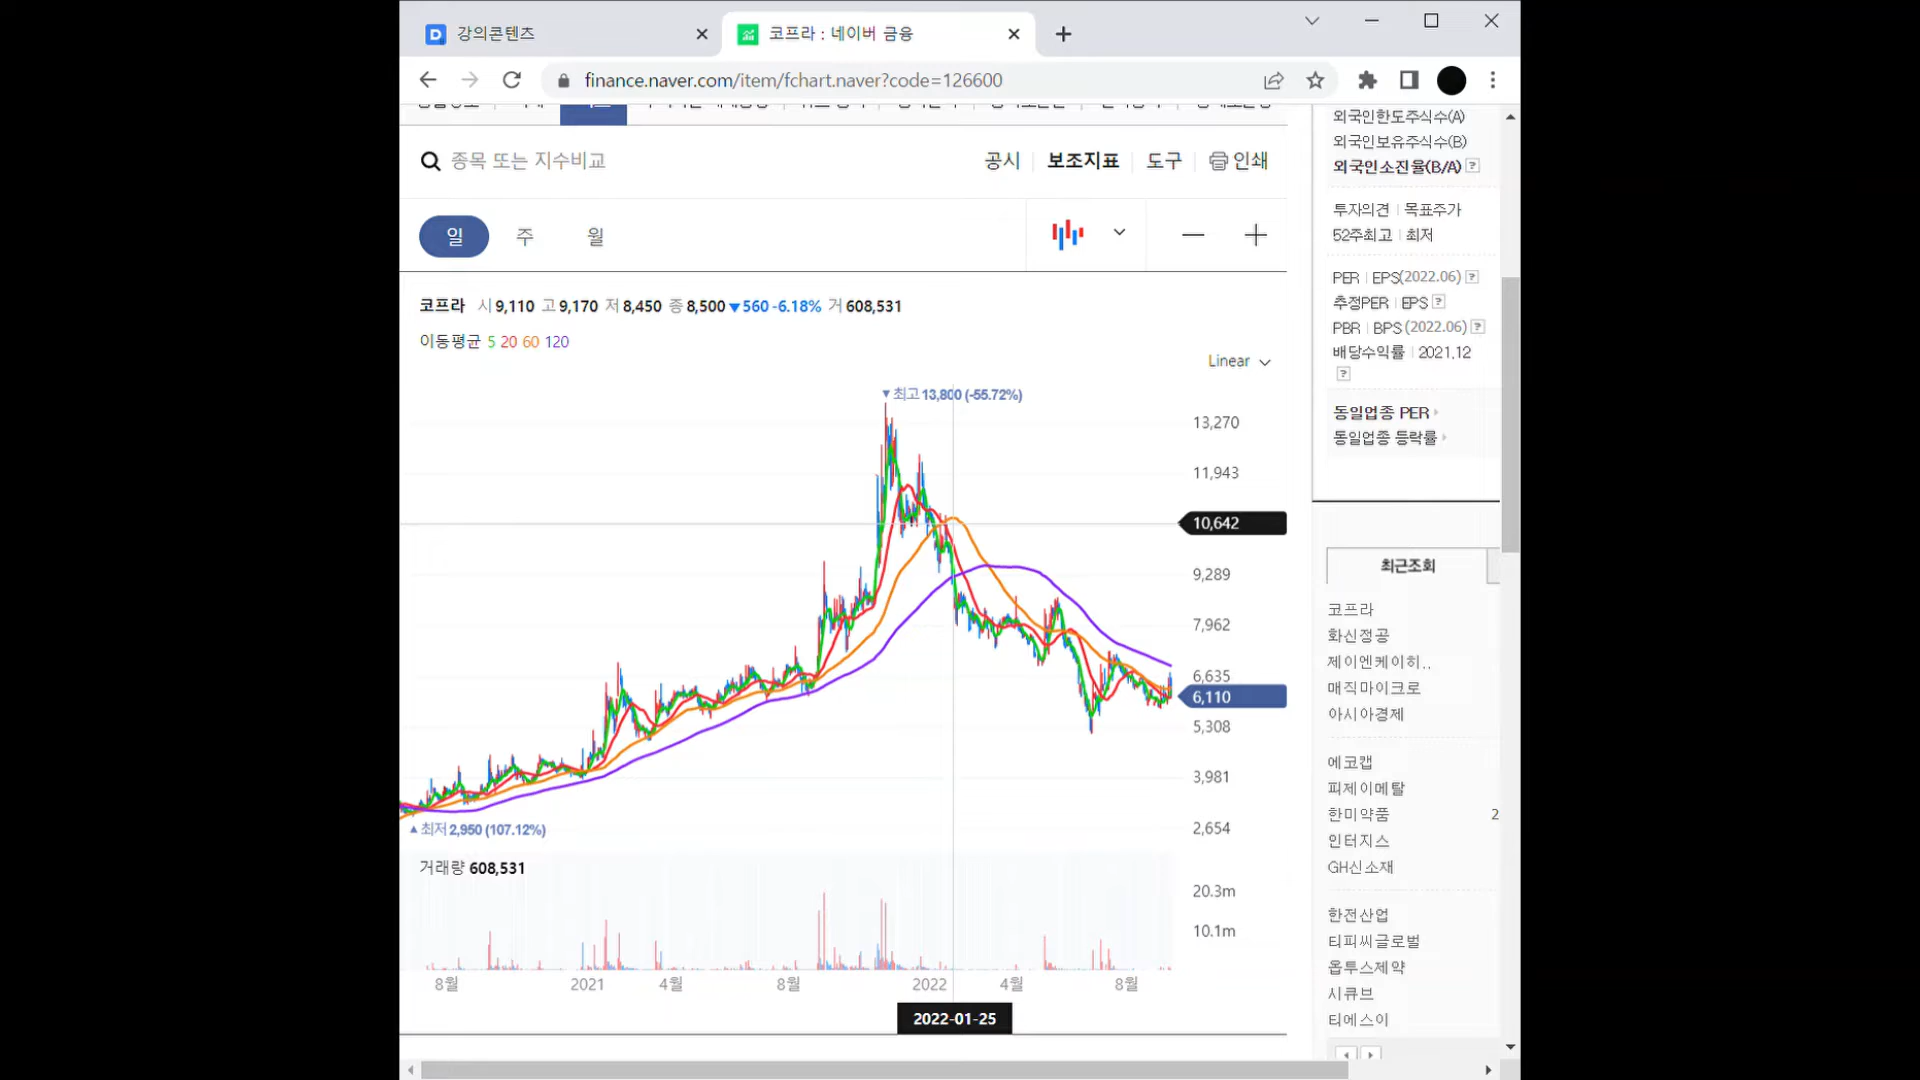 강의콘텐츠
코프라 : 네이버 금융
finance.naver.com/item/fchart.naver?code=126600
종목 또는 지수비교
공시 보조지표 도구 인쇄
일 주 월
코프라 시 9,110 고 9,170 저 8,450 종 8,500 ▼560 -6.18% 거 608,531
이동평균 5 20 60 120
Linear
▼최고 13,800 (-55.72%)
13,270
11,943
10,642
9,289
7,962
6,635
6,110
5,308
3,981
2,654
▲최저 2,950 (107.12%)
거래량 608,531
20.3m
10.1m
8월 2021 4월 8월 2022 4월 8월
2022-01-25
외국인한도주식수(A)
외국인보유주식수(B)
외국인소진율(B/A) ?
투자의견 | 목표주가
52주최고 | 최저
PER | EPS(2022.06) ?
추정PER | EPS ?
PBR | BPS (2022.06) ?
배당수익률 | 2021.12
?
동일업종 PER
동일업종 등락률
최근조회
코프라
화신정공
제이엔케이히..
매직마이크로
아시아경제
에코캡
피제이메탈
한미약품 2
인터지스
GH신소재
한전산업
티피씨글로벌
옵투스제약
시큐브
티에스이